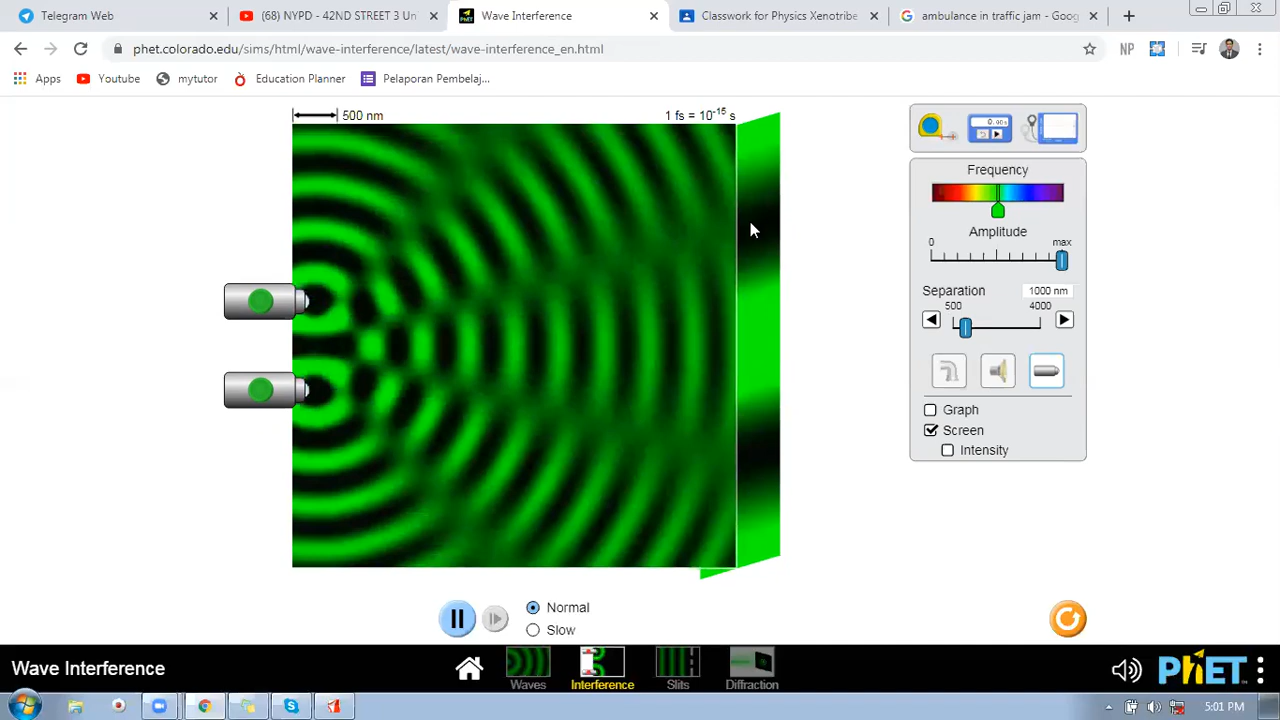 Telegram Web
(68) NYPD - 42ND STREET 3 U
Wave Interference
Classwork for Physics Xenotribe
ambulance in traffic jam - Goog
phet.colorado.edu/sims/html/wave-interference/latest/wave-interference_en.html
NP
Apps
Youtube
mytutor
Education Planner
Pelaporan Pembelaj...
500 nm
1 fs = 10⁻¹⁵ s
Frequency
Amplitude
0
max
Separation
1000 nm
500
4000
Graph
Screen
Intensity
Normal
Slow
Wave Interference
Waves
Interference
Slits
Diffraction
PhET
5:01 PM